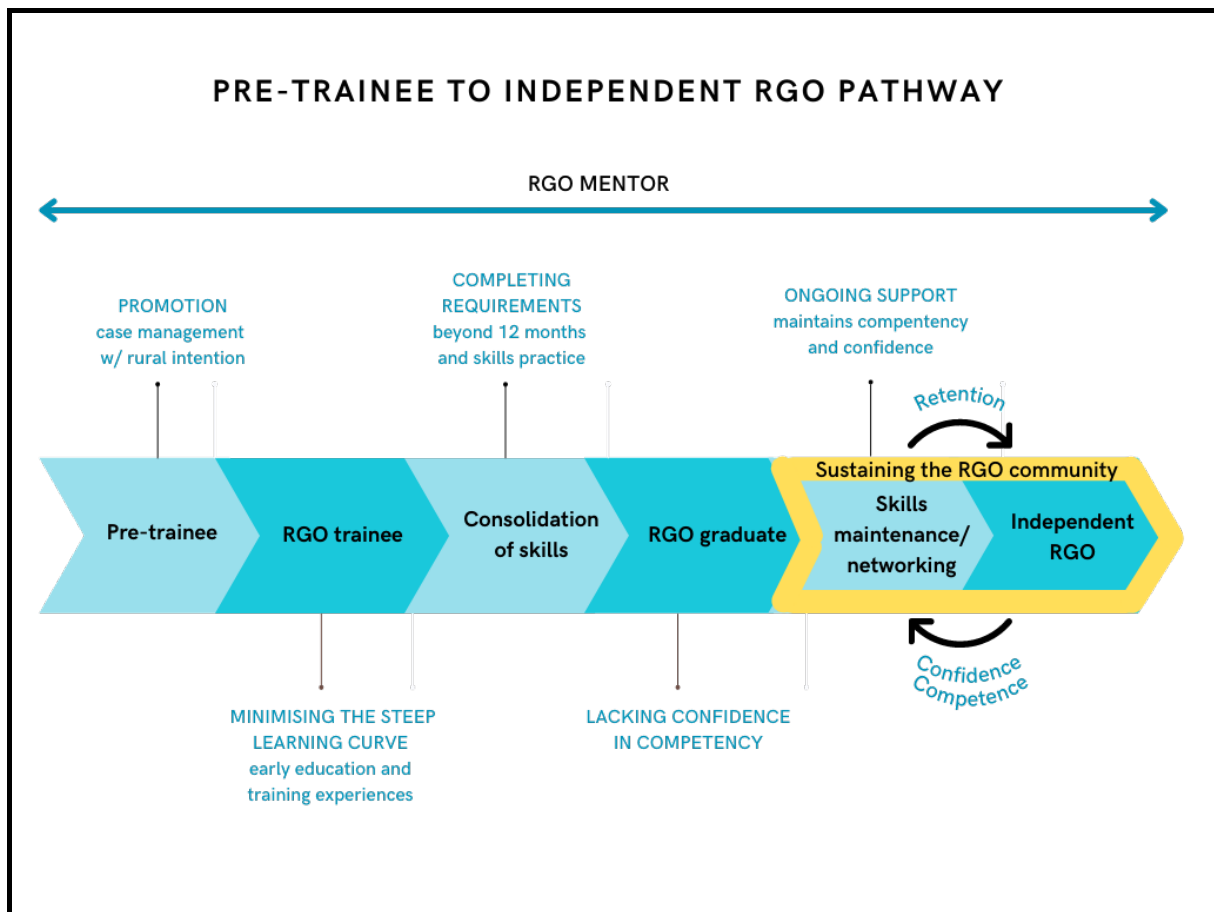 PRE-TRAINEE TO INDEPENDENT RGO PATHWAY
RGO MENTOR
PROMOTION
case management
w/ rural intention
COMPLETING
REQUIREMENTS
beyond 12 months
and skills practice
ONGOING SUPPORT
maintains compentency
and confidence
Retention
Sustaining the RGO community
Pre-trainee
RGO trainee
Consolidation
of skills
RGO graduate
Skills
maintenance/
networking
Independent
RGO
Confidence
Competence
MINIMISING THE STEEP
LEARNING CURVE
early education and
training experiences
LACKING CONFIDENCE
IN COMPETENCY